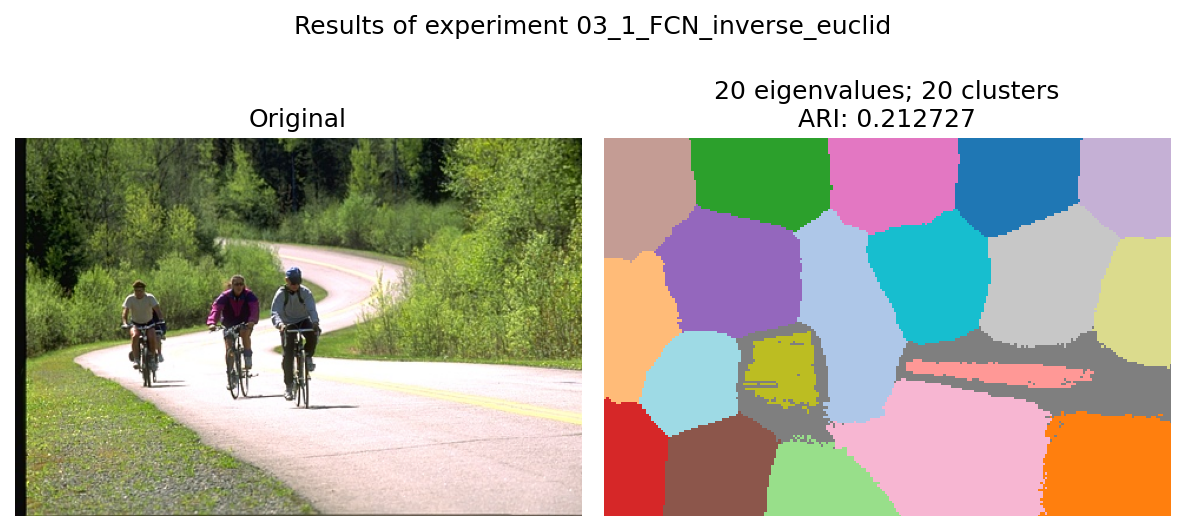 Results of experiment 03_1_FCN_inverse_euclid
Original
20 eigenvalues; 20 clusters
ARI: 0.212727